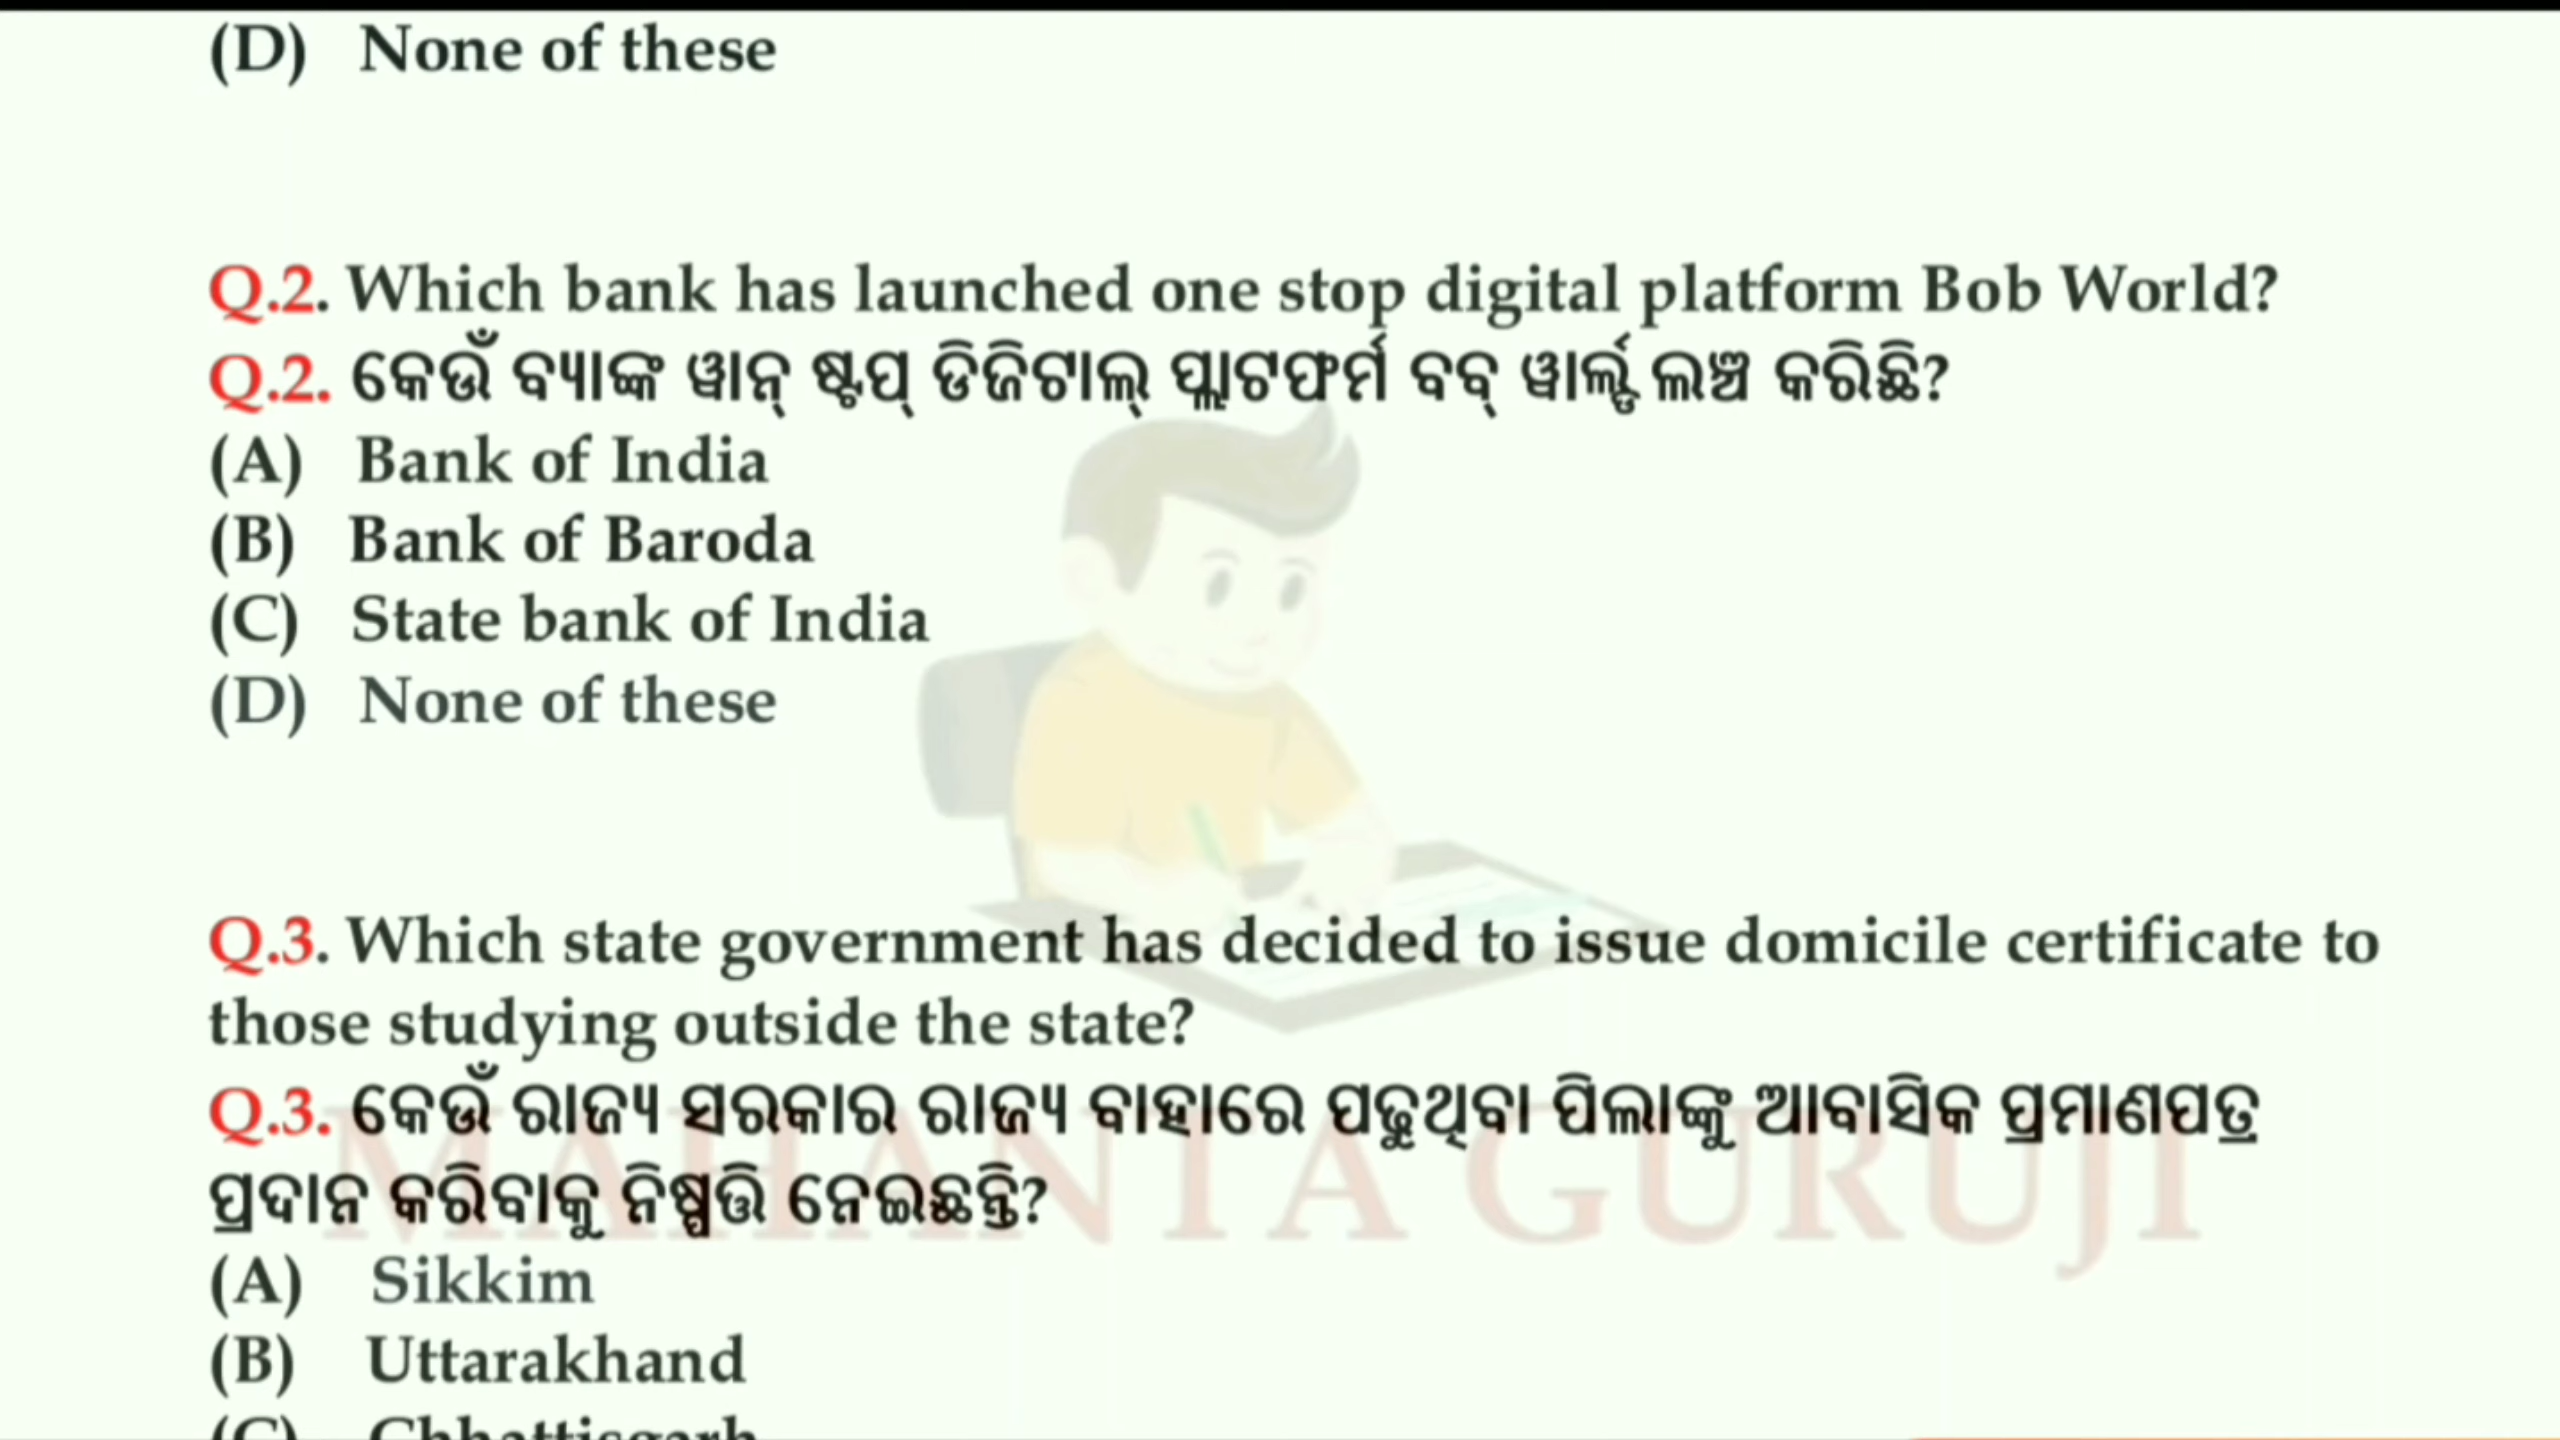 (D) None of these
Q.2. Which bank has launched one stop digital platform Bob World?
Q.2. କେଉଁ ବ୍ୟାଙ୍କ ୱାନ୍ ଷ୍ଟପ୍ ଡିଜିଟାଲ୍ ପ୍ଲାଟଫର୍ମ ବବ୍ ୱାର୍ଲ୍ଡ ଲଞ୍ଚ କରିଛି?
(A) Bank of India
(B) Bank of Baroda
(C) State bank of India
(D) None of these
Q.3. Which state government has decided to issue domicile certificate to
those studying outside the state?
Q.3. କେଉଁ ରାଜ୍ୟ ସରକାର ରାଜ୍ୟ ବାହାରେ ପଢୁଥିବା ପିଲାଙ୍କୁ ଆବାସିକ ପ୍ରମାଣପତ୍ର
ପ୍ରଦାନ କରିବାକୁ ନିଷ୍ପତ୍ତି ନେଇଛନ୍ତି?
MAHANTA GURUJI
(A) Sikkim
(B) Uttarakhand
(C) Chhattisgarh